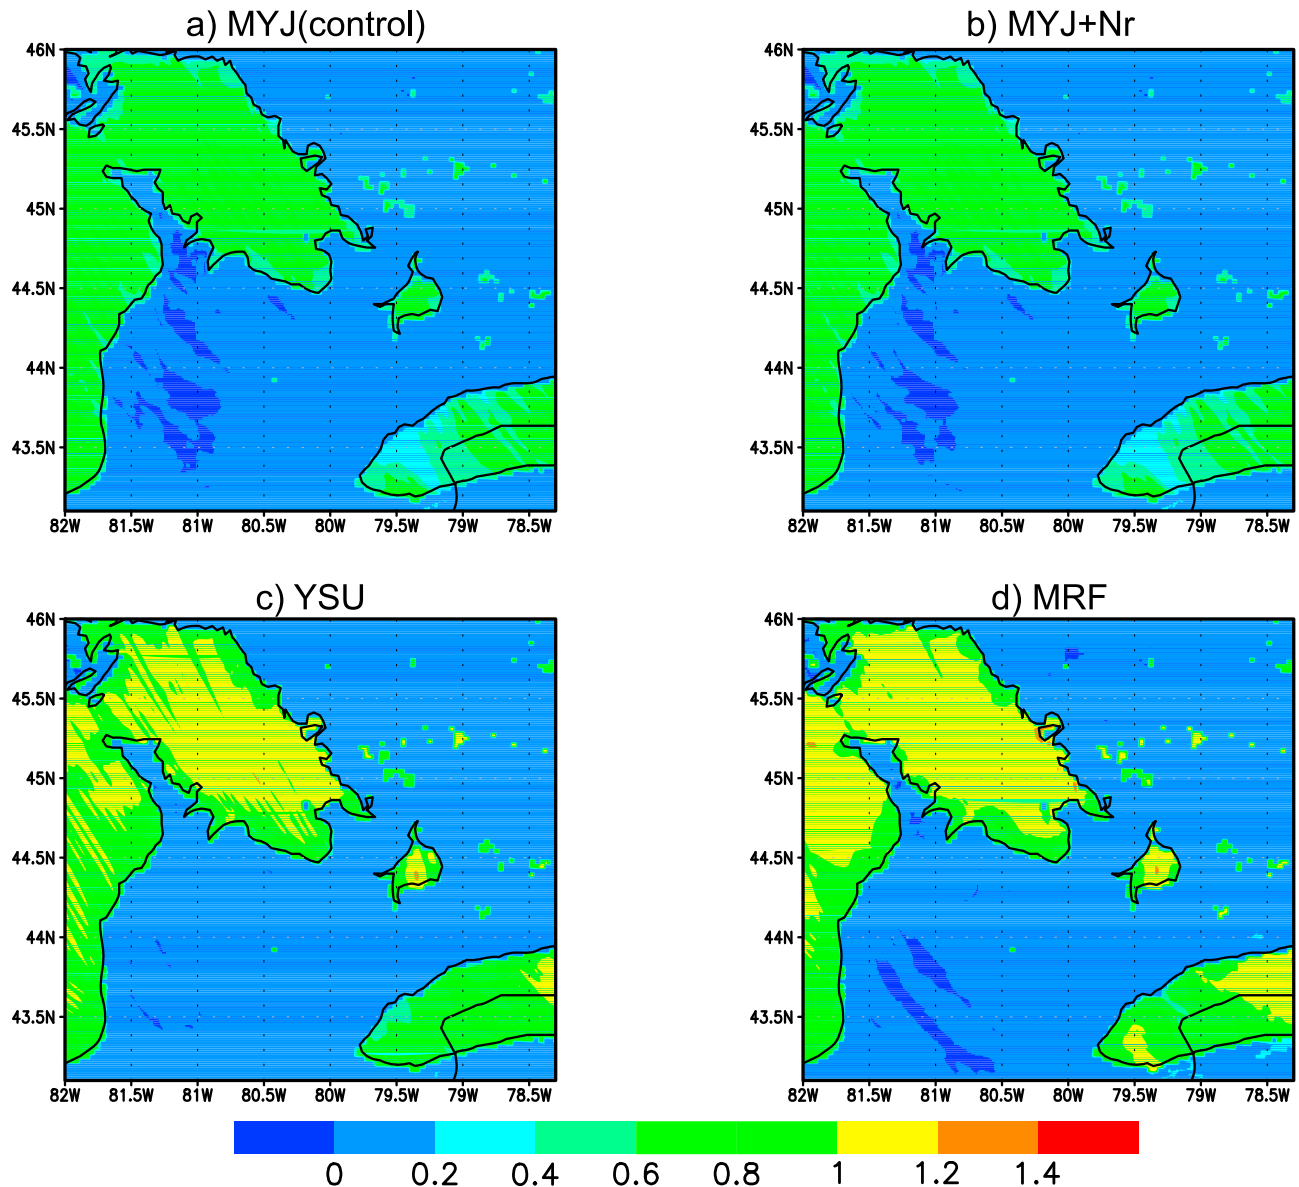 a) MYJ(control)
b) MYJ+Nr
46N
45.5N
45N
44.5N
44N
43.5N
82W 81.5W 81W 80.5W 80W 79.5W 79W 78.5W
46N
45.5N
45N
44.5N
44N
43.5N
82W 81.5W 81W 80.5W 80W 79.5W 79W 78.5W
c) YSU
d) MRF
46N
45.5N
45N
44.5N
44N
43.5N
82W 81.5W 81W 80.5W 80W 79.5W 79W 78.5W
46N
45.5N
45N
44.5N
44N
43.5N
82W 81.5W 81W 80.5W 80W 79.5W 79W 78.5W
0 0.2 0.4 0.6 0.8 1 1.2 1.4